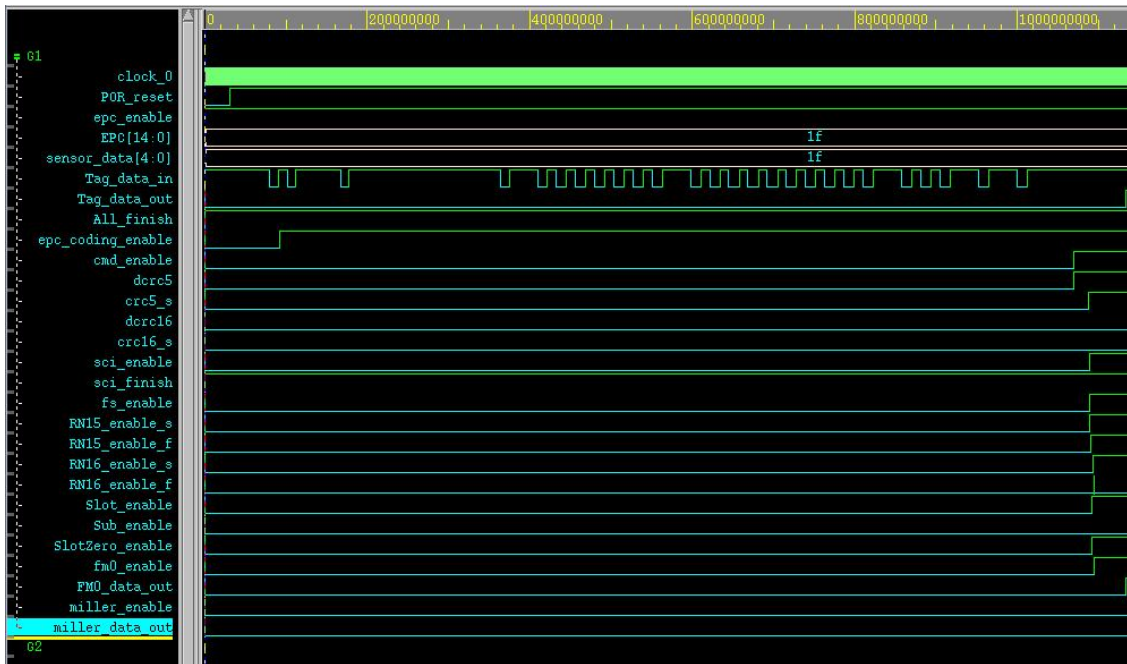 0 200000000 400000000 600000000 800000000 1000000000
G1
clock_0
POR_reset
epc_enable
EPC[14:0] 1f
sensor_data[4:0] 1f
Tag_data_in
Tag_data_out
All_finish
epc_coding_enable
cmd_enable
dcrc5
crc5_s
dcrc16
crc16_s
sci_enable
sci_finish
fs_enable
RN15_enable_s
RN15_enable_f
RN16_enable_s
RN16_enable_f
Slot_enable
Sub_enable
SlotZero_enable
fm0_enable
FM0_data_out
miller_enable
miller_data_out
G2